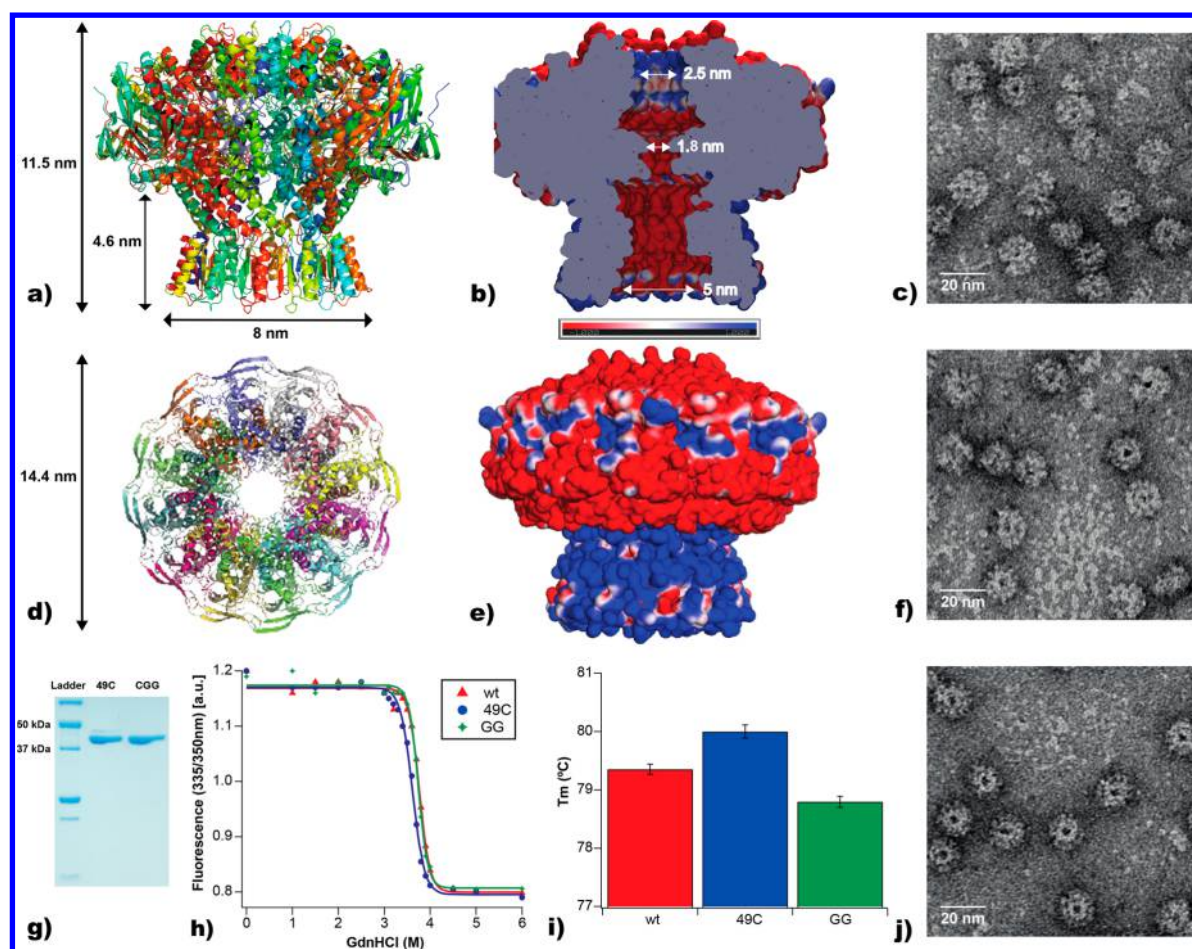 11.5 nm
4.6 nm
8 nm
a)
2.5 nm
1.8 nm
5 nm
b)
20 nm
c)
14.4 nm
d)
e)
20 nm
f)
Ladder 49C CGG
50 kDa
37 kDa
g)
Fluorescence (335/350nm) [a.u.]
1.2
1.1
1.0
0.9
0.8
wt
49C
GG
0 1 2 3 4 5 6
GdnHCl (M)
h)
Tm (ºC)
81
80
79
78
77
wt 49C GG
i)
20 nm
j)